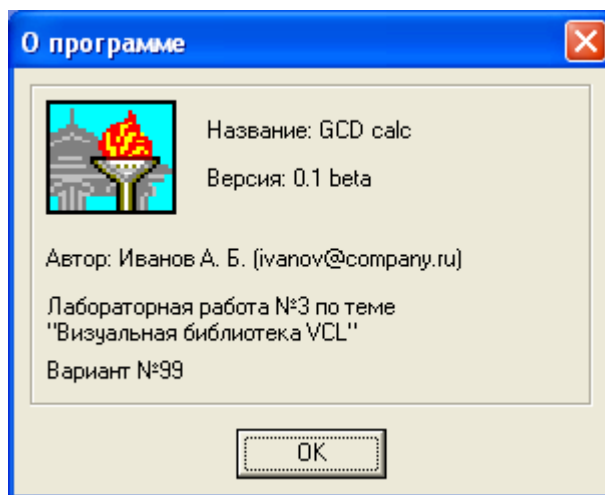 О программе
Название: GCD calc
Версия: 0.1 beta
Автор: Иванов А. Б. (ivanov@company.ru)
Лабораторная работа №3 по теме
"Визуальная библиотека VCL"
Вариант №99
OK